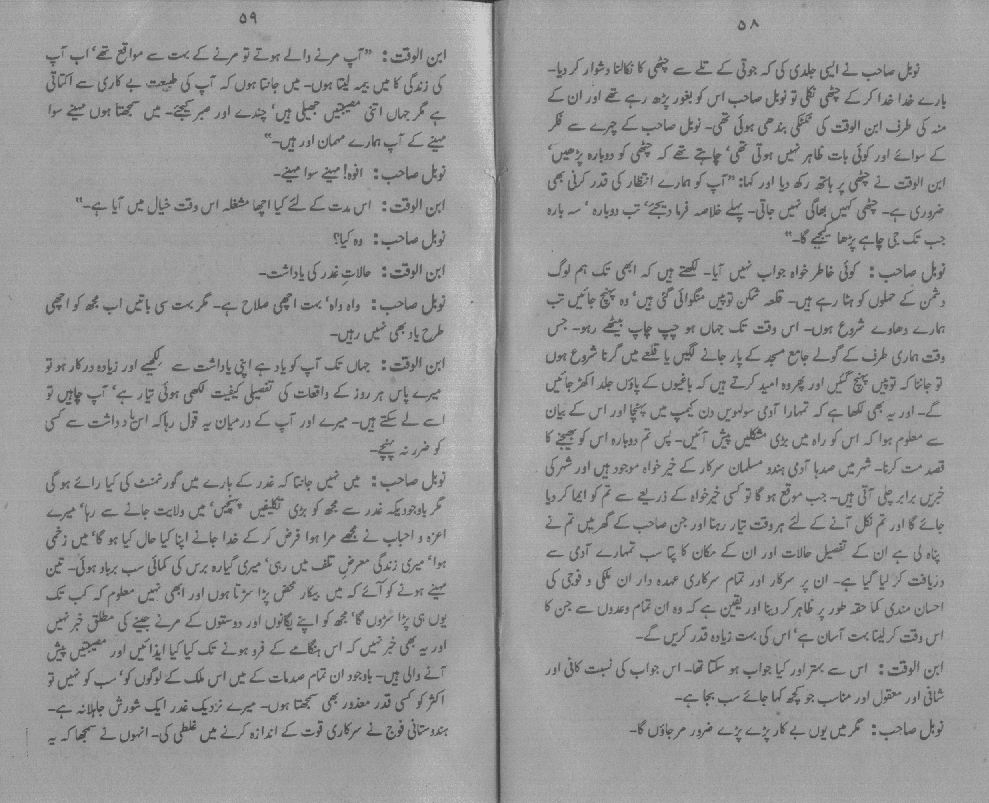 ۵۸
نوبل صاحب نے ایسی جلدی کی کہ جوتی کے تلے سے چٹھی کا نکالنا دشوار کر دیا۔
بارے خدا خدا کر کے چٹھی نکلی تو نوبل صاحب اس کو بغور پڑھ رہے تھے اور ان کے
منہ کی طرف ابن الوقت کی ٹکٹکی بندھی ہوئی تھی۔ نوبل صاحب کے چہرے سے فکر
کے سوائے اور کوئی بات ظاہر نہیں ہوتی تھی‘ چاہتے تھے کہ چٹھی کو دوبارہ پڑھیں‘
ابن الوقت نے چٹھی پر ہاتھ رکھ دیا اور کہا: ”آپ کو ہمارے انتظار کی قدر کرنی بھی
ضروری ہے۔ چٹھی کہیں بھاگی نہیں جاتی۔ پہلے خلاصہ فرما دیجئے‘ تب دوبارہ ‘ سہ بارہ
جب تک جی چاہے پڑھا کیجیے گا۔“
نوبل صاحب : کوئی خاطر خواہ جواب نہیں آیا۔ لکھتے ہیں کہ ابھی تک ہم لوگ
دشمن کے حملوں کو ہٹا رہے ہیں۔ قلعہ شکن توپیں منگوائی گئی ہیں‘ وہ پہنچ جائیں تب
ہمارے دھاوے شروع ہوں۔ اس وقت تک جہاں ہو چپ چاپ بیٹھے رہو۔ جس
وقت ہماری طرف کے گولے جامع مسجد کے پار جانے لگیں یا قلعے میں گرنا شروع ہوں
تو جاننا کہ توپیں پہنچ گئیں اور پھر وہ امید کرتے ہیں کہ باغیوں کے پاؤں جلد اکھڑ جائیں
گے۔ اور یہ بھی لکھا ہے کہ تمہارا آدمی سولہویں دن کیمپ میں پہنچا اور اس کے بیان
سے معلوم ہوا کہ اس کو راہ میں بڑی مشکلیں پیش آئیں۔ پس تم دوبارہ اس کو بھیجنے کا
قصد مت کرنا۔ شہر میں صدہا آدمی ہندو مسلمان سرکار کے خیر خواہ موجود ہیں اور شہر کی
خبریں برابر چلی آتی ہیں۔ جب موقع ہو گا تو کسی خیر خواہ کے ذریعے سے تم کو ایما کر دیا
جائے گا اور تم نکل آنے کے لئے ہر وقت تیار رہنا اور جن صاحب کے گھر میں تم نے
پناہ لی ہے ان کے تفصیل حالات اور ان کے مکان کا پتا سب تمہارے آدمی سے
دریافت کر لیا گیا ہے۔ ان پر سرکار اور تمام سرکاری عہدہ دار ان ملکی و فوجی کی
احسان مندی کما حقہ طور پر ظاہر کر دینا اور یقین ہے کہ وہ ان تمام وعدوں سے جن کا
اس وقت کر لینا بہت آسان ہے‘ اس کی بہت زیادہ قدر کریں گے۔
ابن الوقت : اس سے بہتر اور کیا جواب ہو سکتا تھا۔ اس جواب کی نسبت کافی اور
شافی اور معقول اور مناسب جو کچھ کہا جائے سب بجا ہے۔
نوبل صاحب : مگر میں یوں بے کار پڑے پڑے ضرور مر جاؤں گا۔
۵۹
ابن الوقت : ”آپ مرنے والے ہوتے تو مرنے کے بہت سے مواقع تھے‘ اب آپ
کی زندگی کا میں بیمہ لیتا ہوں۔ میں جانتا ہوں کہ آپ کی طبیعت بے کاری سے اکتاتی
ہے مگر جہاں اتنی مصیبتیں جھیلی ہیں‘ چندے اور صبر کیجئے۔ میں سمجھتا ہوں مہینے سوا
مہینے کے آپ ہمارے مہمان اور ہیں۔“
نوبل صاحب : افوہ! مہینے سوا مہینے۔
ابن الوقت : اس مدت کے لئے کیا اچھا مشغلہ اس وقت خیال میں آیا ہے۔“
نوبل صاحب : وہ کیا؟
ابن الوقت : حالاتِ غدر کی یاداشت۔
نوبل صاحب : واہ واہ‘ بہت اچھی صلاح ہے۔ مگر بہت سی باتیں اب مجھ کو اچھی
طرح یاد بھی نہیں رہیں۔
ابن الوقت : جہاں تک آپ کو یاد ہے اپنی یاداشت سے لکھیے اور زیادہ درکار ہو تو
میرے پاس ہر روز کے واقعات کی تفصیلی کیفیت لکھی ہوئی تیار ہے‘ آپ چاہیں تو
اسے لے سکتے ہیں۔ میرے اور آپ کے درمیان یہ قول رہا کہ اس داشت سے کسی
کو ضرر نہ پہنچے۔
نوبل صاحب : میں نہیں جانتا کہ غدر کے بارے میں گورنمنٹ کی کیا رائے ہو گی
مگر باوجودیکہ غدر سے مجھ کو بڑی تکلیفیں پہنچیں‘ میں ولایت جانے سے رہا‘ میرے
اعزہ و احباب نے مجھے مرا ہوا فرض کر کے خدا جانے اپنا کیا حال کیا ہو گا‘ میں زخمی
ہوا‘ میری زندگی معرضِ تلف میں رہی‘ میری گیارہ برس کی کمائی سب برباد ہوئی۔ تین
مہینے ہونے کو آئے کہ میں بیکار محض پڑا سڑتا ہوں اور ابھی نہیں معلوم کہ کب تک
یوں ہی پڑا سڑوں گا‘ مجھ کو اپنے یگانوں اور دوستوں کے مرنے جینے کی مطلق خبر نہیں
اور یہ بھی خبر نہیں کہ اس ہنگامے کے فرو ہونے تک کیا کیا ایذائیں اور مصیبتیں پیش
آنے والی ہیں۔ باوجود ان تمام صدمات کے میں اس ملک کے لوگوں کو‘ سب کو نہیں تو
اکثر کو کسی قدر معذور بھی سمجھتا ہوں۔ میرے نزدیک غدر ایک شورش جاہلانہ ہے۔
ہندوستانی فوج نے سرکاری قوت کے اندازہ کرنے میں غلطی کی۔ انہوں نے سمجھا کہ یہ